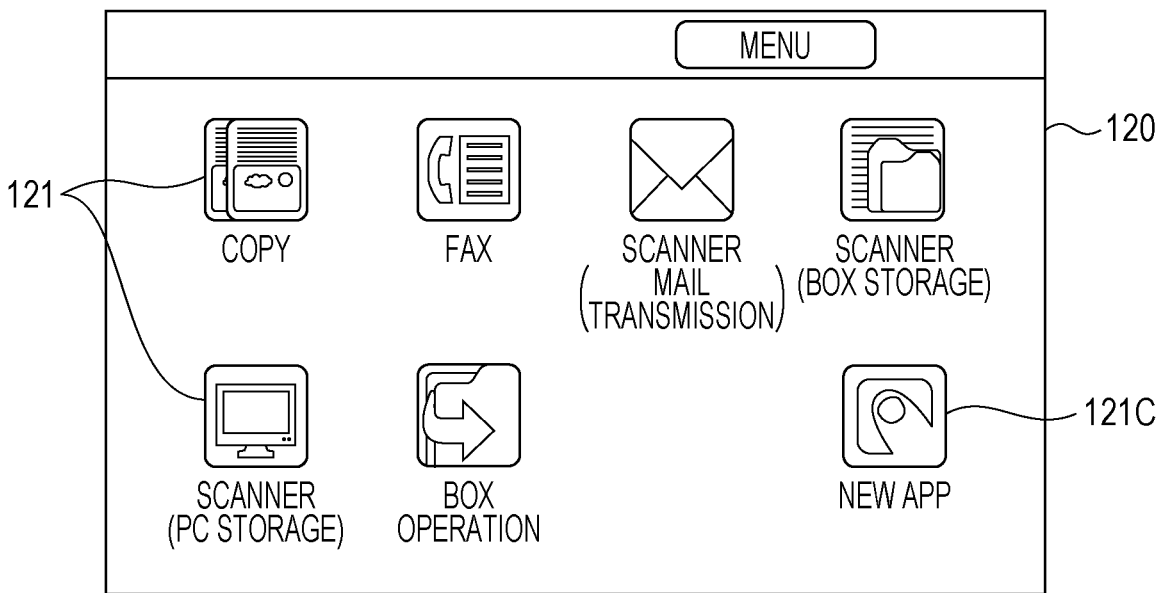 MENU
120
121
COPY
FAX
SCANNER
MAIL
(TRANSMISSION)
SCANNER
(BOX STORAGE)
121C
SCANNER
(PC STORAGE)
BOX
OPERATION
NEW APP